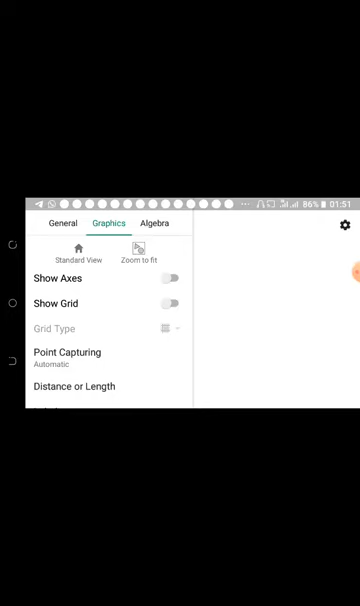 86% 01:51
General Graphics Algebra
Standard View Zoom to fit
Show Axes
Show Grid
Grid Type
Point Capturing
Automatic
Distance or Length